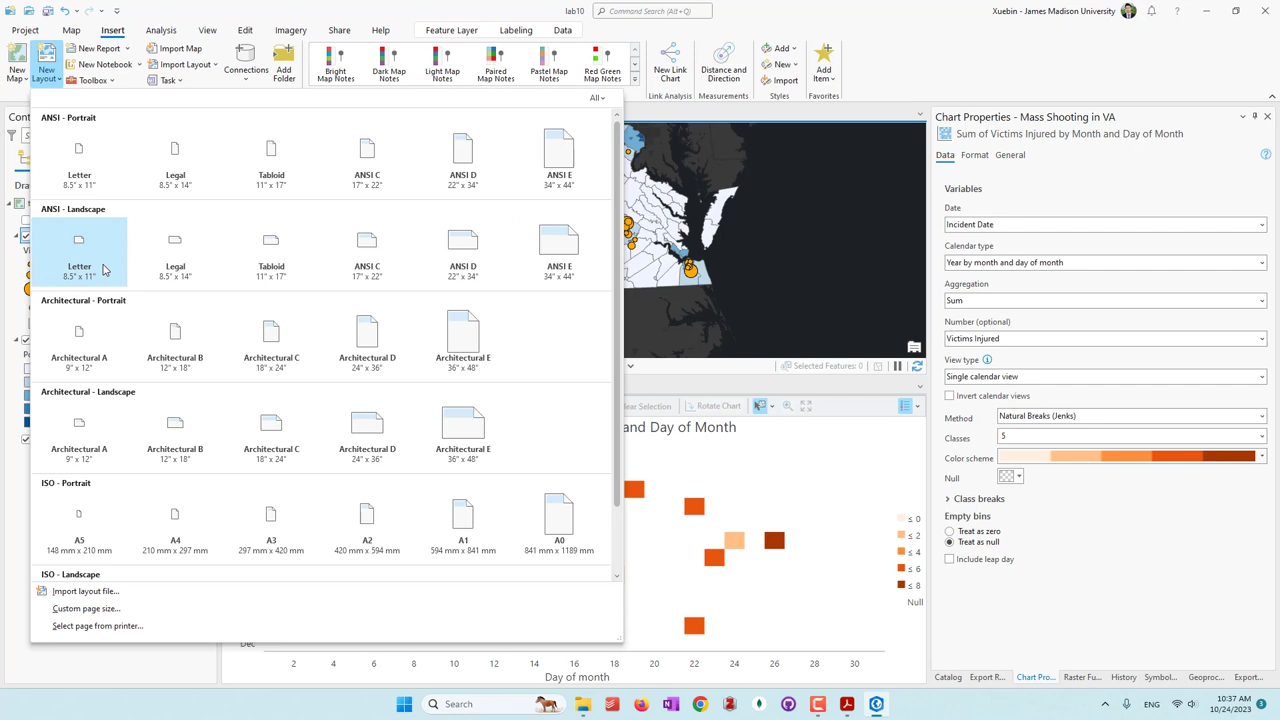 lab10
Command Search (Alt+Q)
Xuebin - James Madison University
Project
Map
Insert
Analysis
View
Edit
Imagery
Share
Help
Feature Layer
Labeling
Data
New Map
New Layout
New Report
New Notebook
Toolbox
Import Map
Import Layout
Task
Connections
Add Folder
Bright Map Notes
Dark Map Notes
Light Map Notes
Paired Map Notes
Pastel Map Notes
Red Green Map Notes
New Link Chart
Link Analysis
Distance and Direction
Measurements
Add
New
Import
Styles
Add Item
Favorites
All
ANSI - Portrait
Letter
8.5" x 11"
Legal
8.5" x 14"
Tabloid
11" x 17"
ANSI C
17" x 22"
ANSI D
22" x 34"
ANSI E
34" x 44"
ANSI - Landscape
Letter
8.5" x 11"
Legal
8.5" x 14"
Tabloid
11" x 17"
ANSI C
17" x 22"
ANSI D
22" x 34"
ANSI E
34" x 44"
Architectural - Portrait
Architectural A
9" x 12"
Architectural B
12" x 18"
Architectural C
18" x 24"
Architectural D
24" x 36"
Architectural E
36" x 48"
Architectural - Landscape
Architectural A
9" x 12"
Architectural B
12" x 18"
Architectural C
18" x 24"
Architectural D
24" x 36"
Architectural E
36" x 48"
ISO - Portrait
A5
148 mm x 210 mm
A4
210 mm x 297 mm
A3
297 mm x 420 mm
A2
420 mm x 594 mm
A1
594 mm x 841 mm
A0
841 mm x 1189 mm
ISO - Landscape
Import layout file...
Custom page size...
Select page from printer...
Selected Features: 0
Clear Selection
Rotate Chart
and Day of Month
≤ 0
≤ 2
≤ 4
≤ 6
≤ 8
Null
Dec
2 4 6 8 10 12 14 16 18 20 22 24 26 28 30
Day of month
Chart Properties - Mass Shooting in VA
Sum of Victims Injured by Month and Day of Month
Data
Format
General
Variables
Date
Incident Date
Calendar type
Year by month and day of month
Aggregation
Sum
Number (optional)
Victims Injured
View type
Single calendar view
Invert calendar views
Method
Natural Breaks (Jenks)
Classes
5
Color scheme
Null
Class breaks
Empty bins
Treat as zero
Treat as null
Include leap day
Catalog
Export R...
Chart Pro...
Raster Fu...
History
Symbol...
Geoproc...
Export...
Search
ENG
10:37 AM
10/24/2023